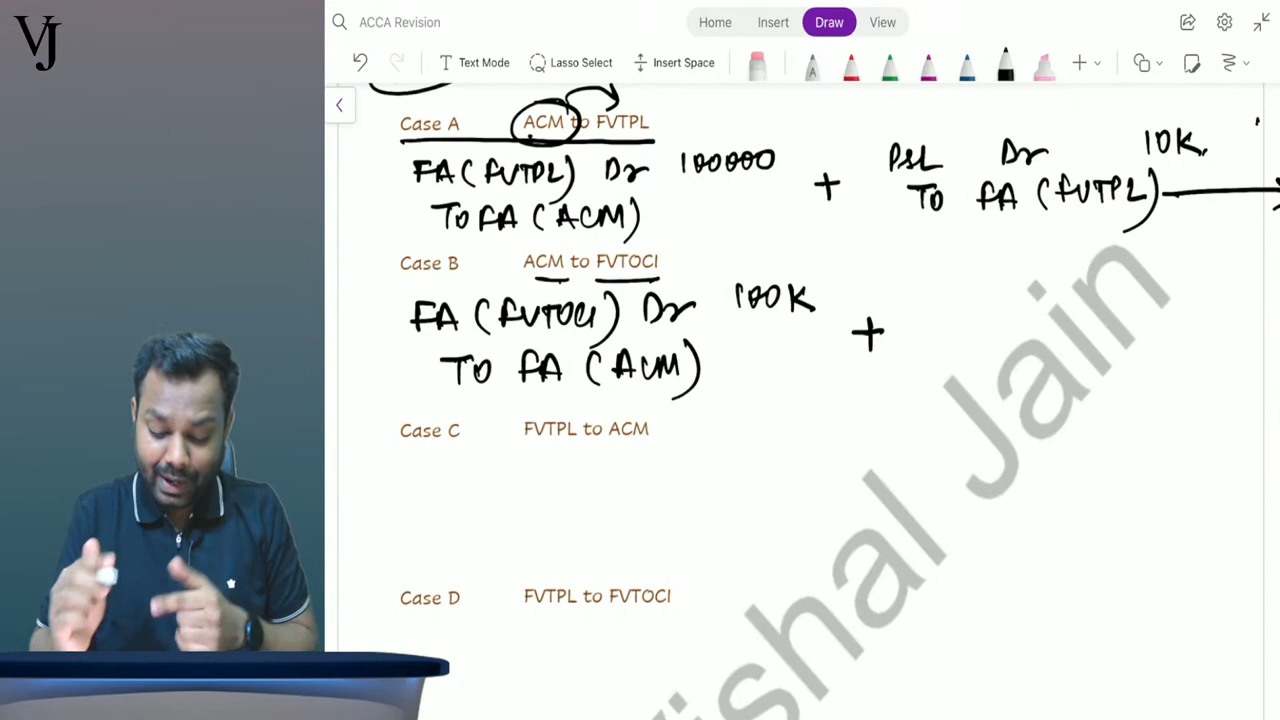 VJ
ACCA Revision
Home Insert Draw View
Text Mode Lasso Select Insert Space
Case A ACM to FVTPL
FA (FVTPL) Dr 100000
To FA (ACM)
+
P&L Dr 10K
To FA (FVTPL)
Case B ACM to FVTOCI
FA (FVTOCI) Dr 100K
To FA (ACM)
+
Case C FVTPL to ACM
Case D FVTPL to FVTOCI
ishal Jain
ishal